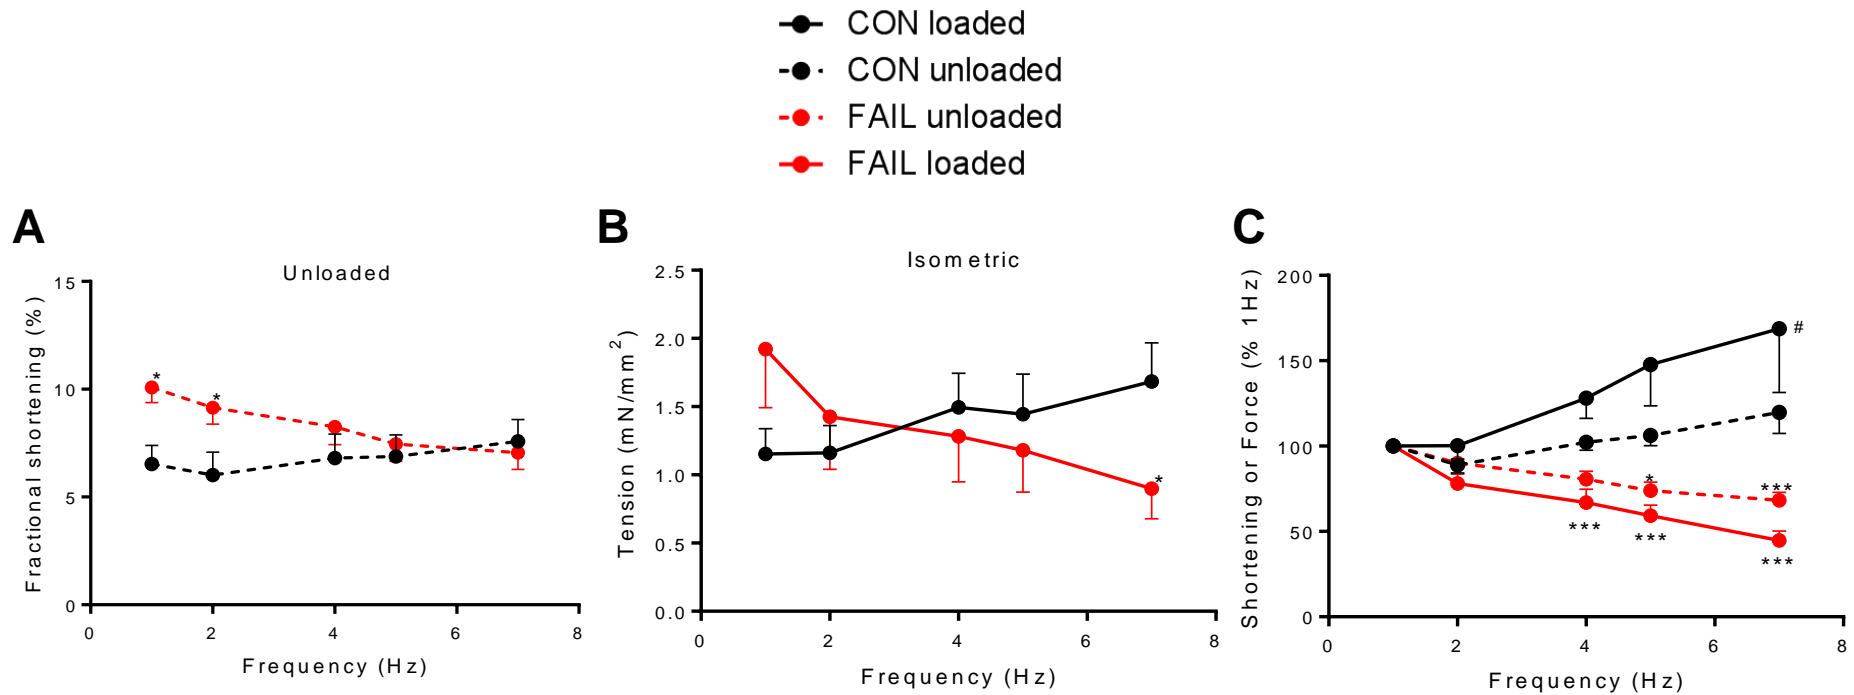 CON loaded
CON unloaded
FAIL unloaded
FAIL loaded
A
Unloaded
Fractional shortening (%)
15
10
5
0
0 2 4 6 8
Frequency (Hz)
*
*
B
Isometric
Tension (mN/mm²)
2.5
2.0
1.5
1.0
0.5
0.0
0 2 4 6 8
Frequency (Hz)
*
C
Shortening or Force (% 1Hz)
200
150
100
50
0
0 2 4 6 8
Frequency (Hz)
#
*
***
***
***
***